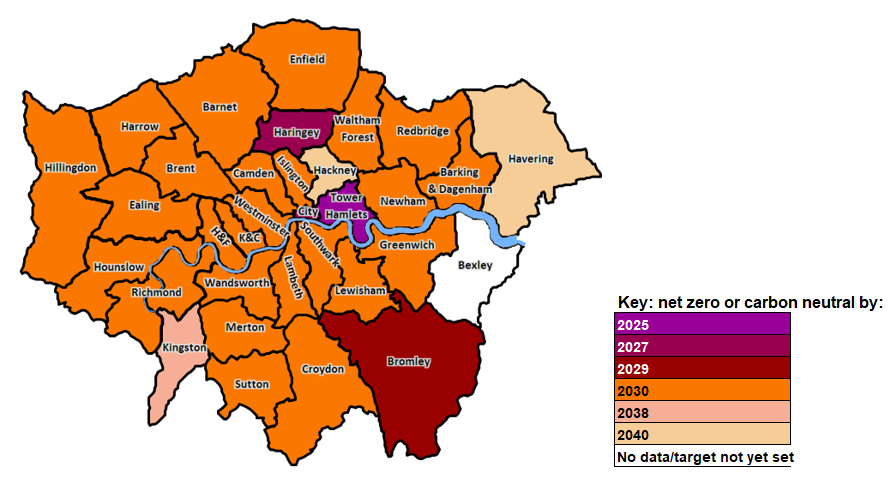 Enfield
Barnet
Harrow
Haringey
Waltham
Forest
Redbridge
Havering
Hillingdon
Brent
Camden
Islington
Hackney
Barking
& Dagenham
Ealing
Westminster
City
Tower
Hamlets
Newham
H&F
K&C
Southwark
Greenwich
Hounslow
Bexley
Richmond
Wandsworth
Lambeth
Lewisham
Merton
Kingston
Sutton
Croydon
Bromley
Key: net zero or carbon neutral by:
2025
2027
2029
2030
2038
2040
No data/target not yet set